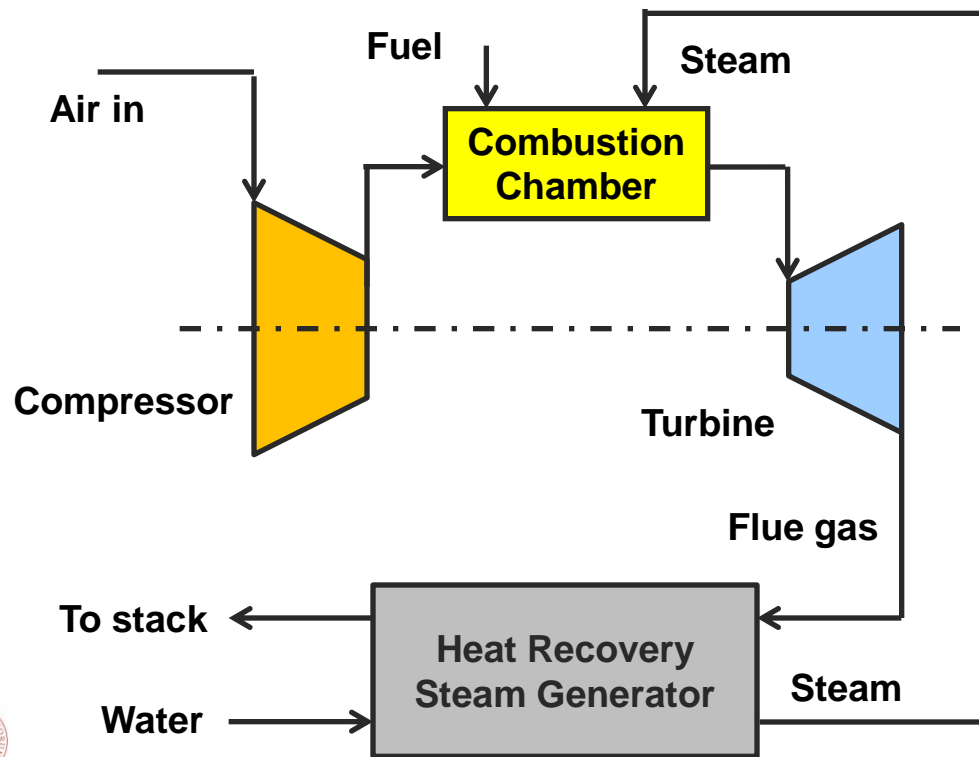 Fuel
Steam
Air in
Combustion
Chamber
Compressor
Turbine
Flue gas
To stack
Heat Recovery
Steam Generator
Steam
Water